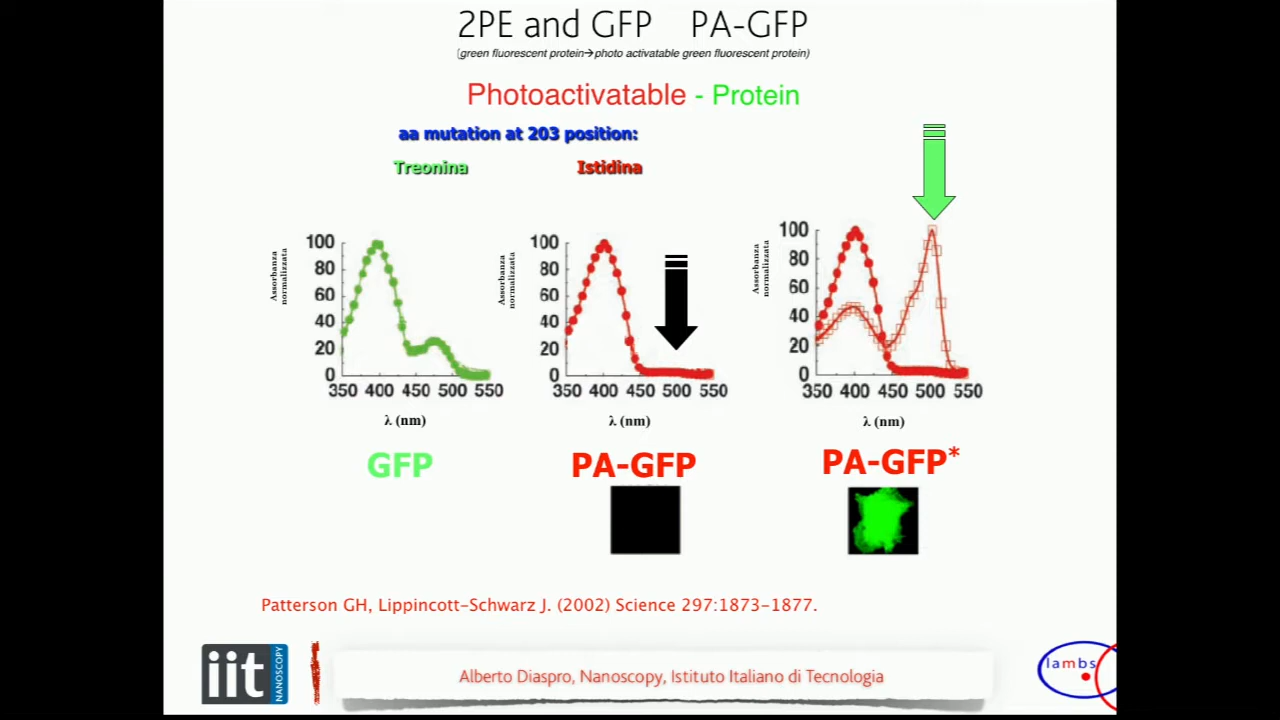 2PE and GFP PA-GFP
(green fluorescent protein→photo activatable green fluorescent protein)
Photoactivatable - Protein
aa mutation at 203 position:
Treonina Istidina
Assorbanza normalizzata
100
80
60
40
20
0
350 400 450 500 550
λ (nm)
GFP
Assorbanza normalizzata
100
80
60
40
20
0
350 400 450 500 550
λ (nm)
PA-GFP
Assorbanza normalizzata
100
80
60
40
20
0
350 400 450 500 550
λ (nm)
PA-GFP*
Patterson GH, Lippincott-Schwarz J. (2002) Science 297:1873-1877.
iit NANOSCOPY
Alberto Diaspro, Nanoscopy, Istituto Italiano di Tecnologia
lambs